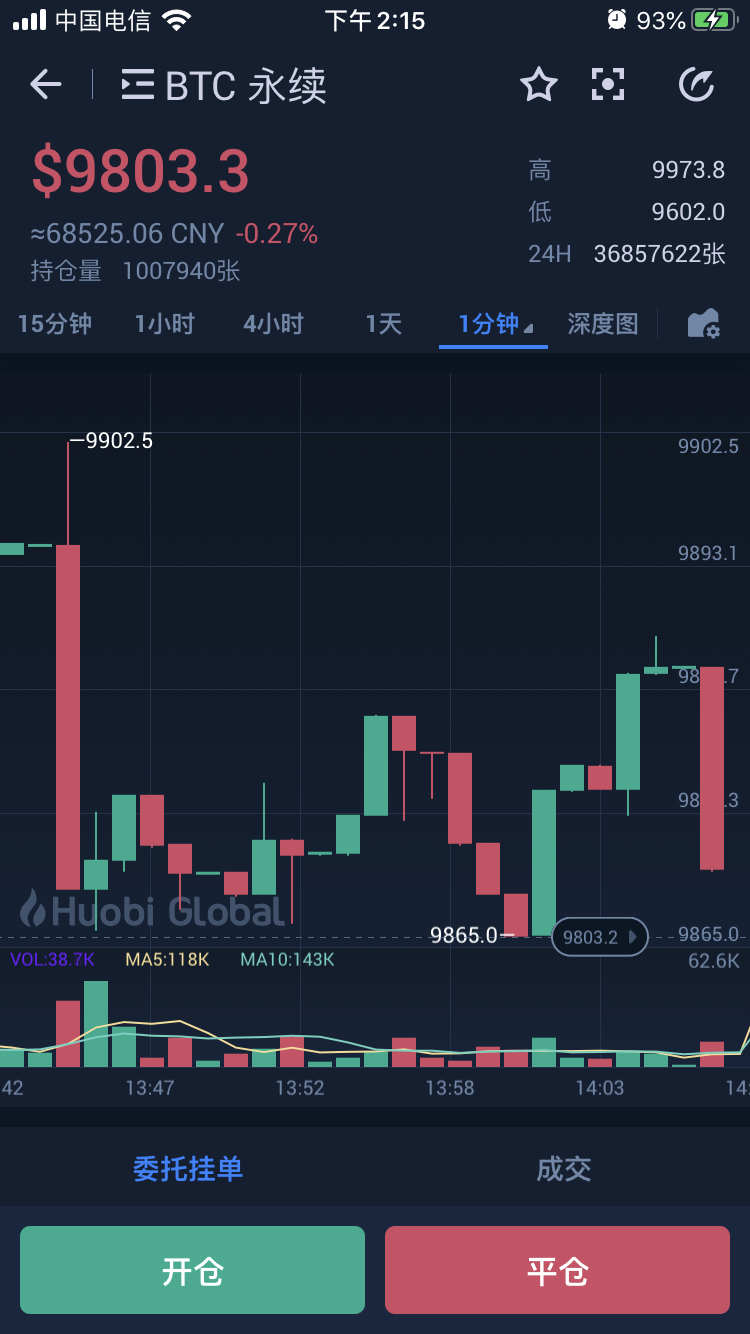 中国电信 下午 2:15 93%
BTC 永续
$9803.3
≈68525.06 CNY -0.27%
持仓量 1007940张
高 9973.8
低 9602.0
24H 36857622张
15分钟 1小时 4小时 1天 1分钟 深度图
9902.5
9902.5
9893.1
98 .7
98 .3
Huobi Global
9865.0
9803.2
9865.0
VOL:38.7K MA5:118K MA10:143K
62.6K
42 13:47 13:52 13:58 14:03 14:
委托挂单 成交
开仓 平仓